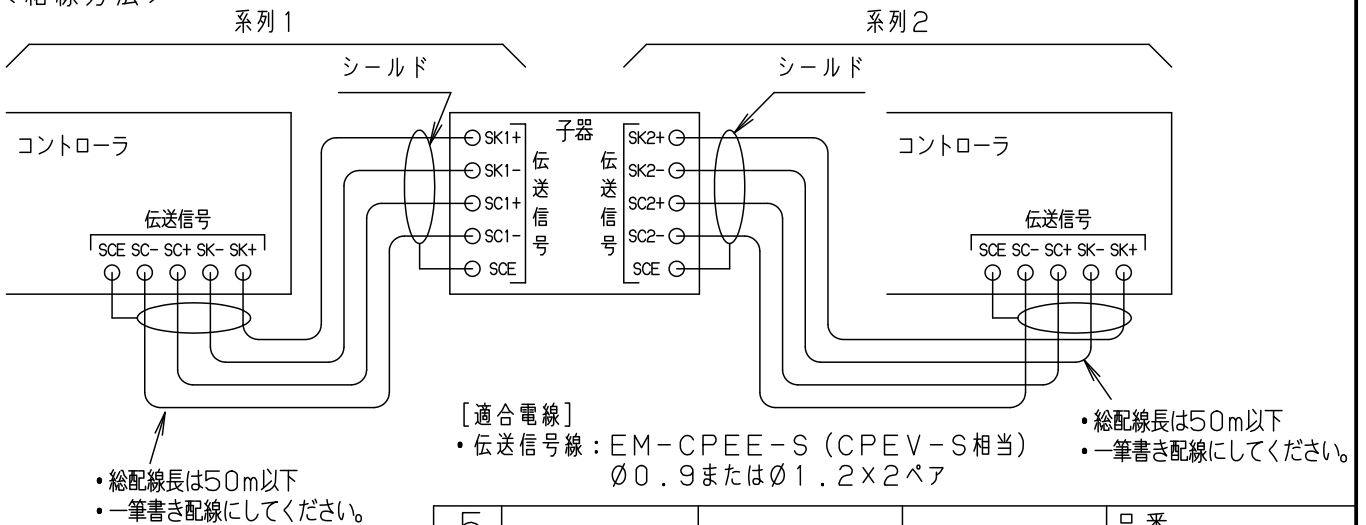 系列1
系列2
シールド
シールド
コントローラ
子器
コントローラ
SK1+
SK1-
SC1+
SC1-
SCE
伝送信号
伝送信号
SK2+
SK2-
SC2+
SC2-
SCE
伝送信号
SCE SC- SC+ SK- SK+
伝送信号
SCE SC- SC+ SK- SK+
[適合電線]
・伝送信号線：EM-CPEE-S（CPEV-S相当）
Ø0.9またはØ1.2×2ペア
・総配線長は50m以下
・一筆書き配線にしてください。
・総配線長は50m以下
・一筆書き配線にしてください。